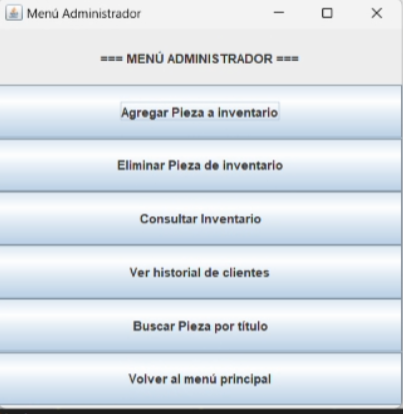 Menú Administrador
=== MENÚ ADMINISTRADOR ===
Agregar Pieza a inventario
Eliminar Pieza de inventario
Consultar Inventario
Ver historial de clientes
Buscar Pieza por título
Volver al menú principal